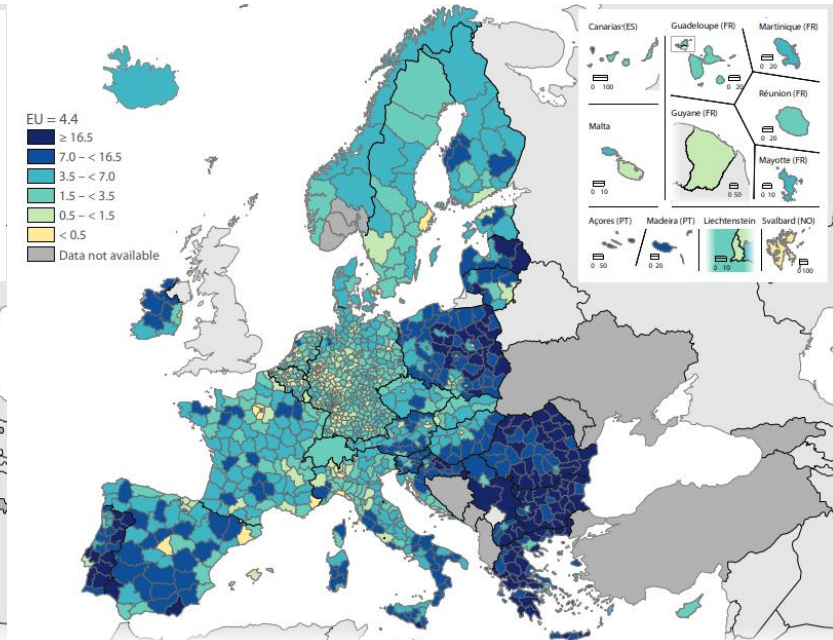 EU = 4.4
≥ 16.5
7.0 – < 16.5
3.5 – < 7.0
1.5 – < 3.5
0.5 – < 1.5
< 0.5
Data not available
Canarias (ES)
0 100
Guadeloupe (FR)
0 20
Martinique (FR)
0 20
Réunion (FR)
0 20
Malta
0 10
Guyane (FR)
0 50
Mayotte (FR)
0 10
Açores (PT)
0 50
Madeira (PT)
0 20
Liechtenstein
0 10
Svalbard (NO)
0 100